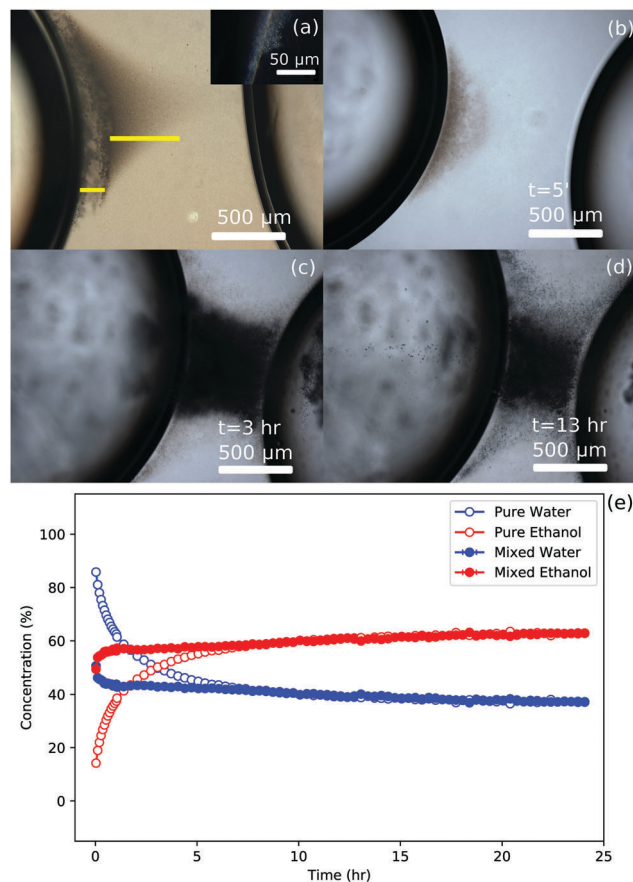 (a)
50 μm
500 μm
(b)
t=5'
500 μm
(c)
t=3 hr
500 μm
(d)
t=13 hr
500 μm
(e)
Pure Water
Pure Ethanol
Mixed Water
Mixed Ethanol
100
80
60
40
20
0
Concentration (%)
0
5
10
15
20
25
Time (hr)